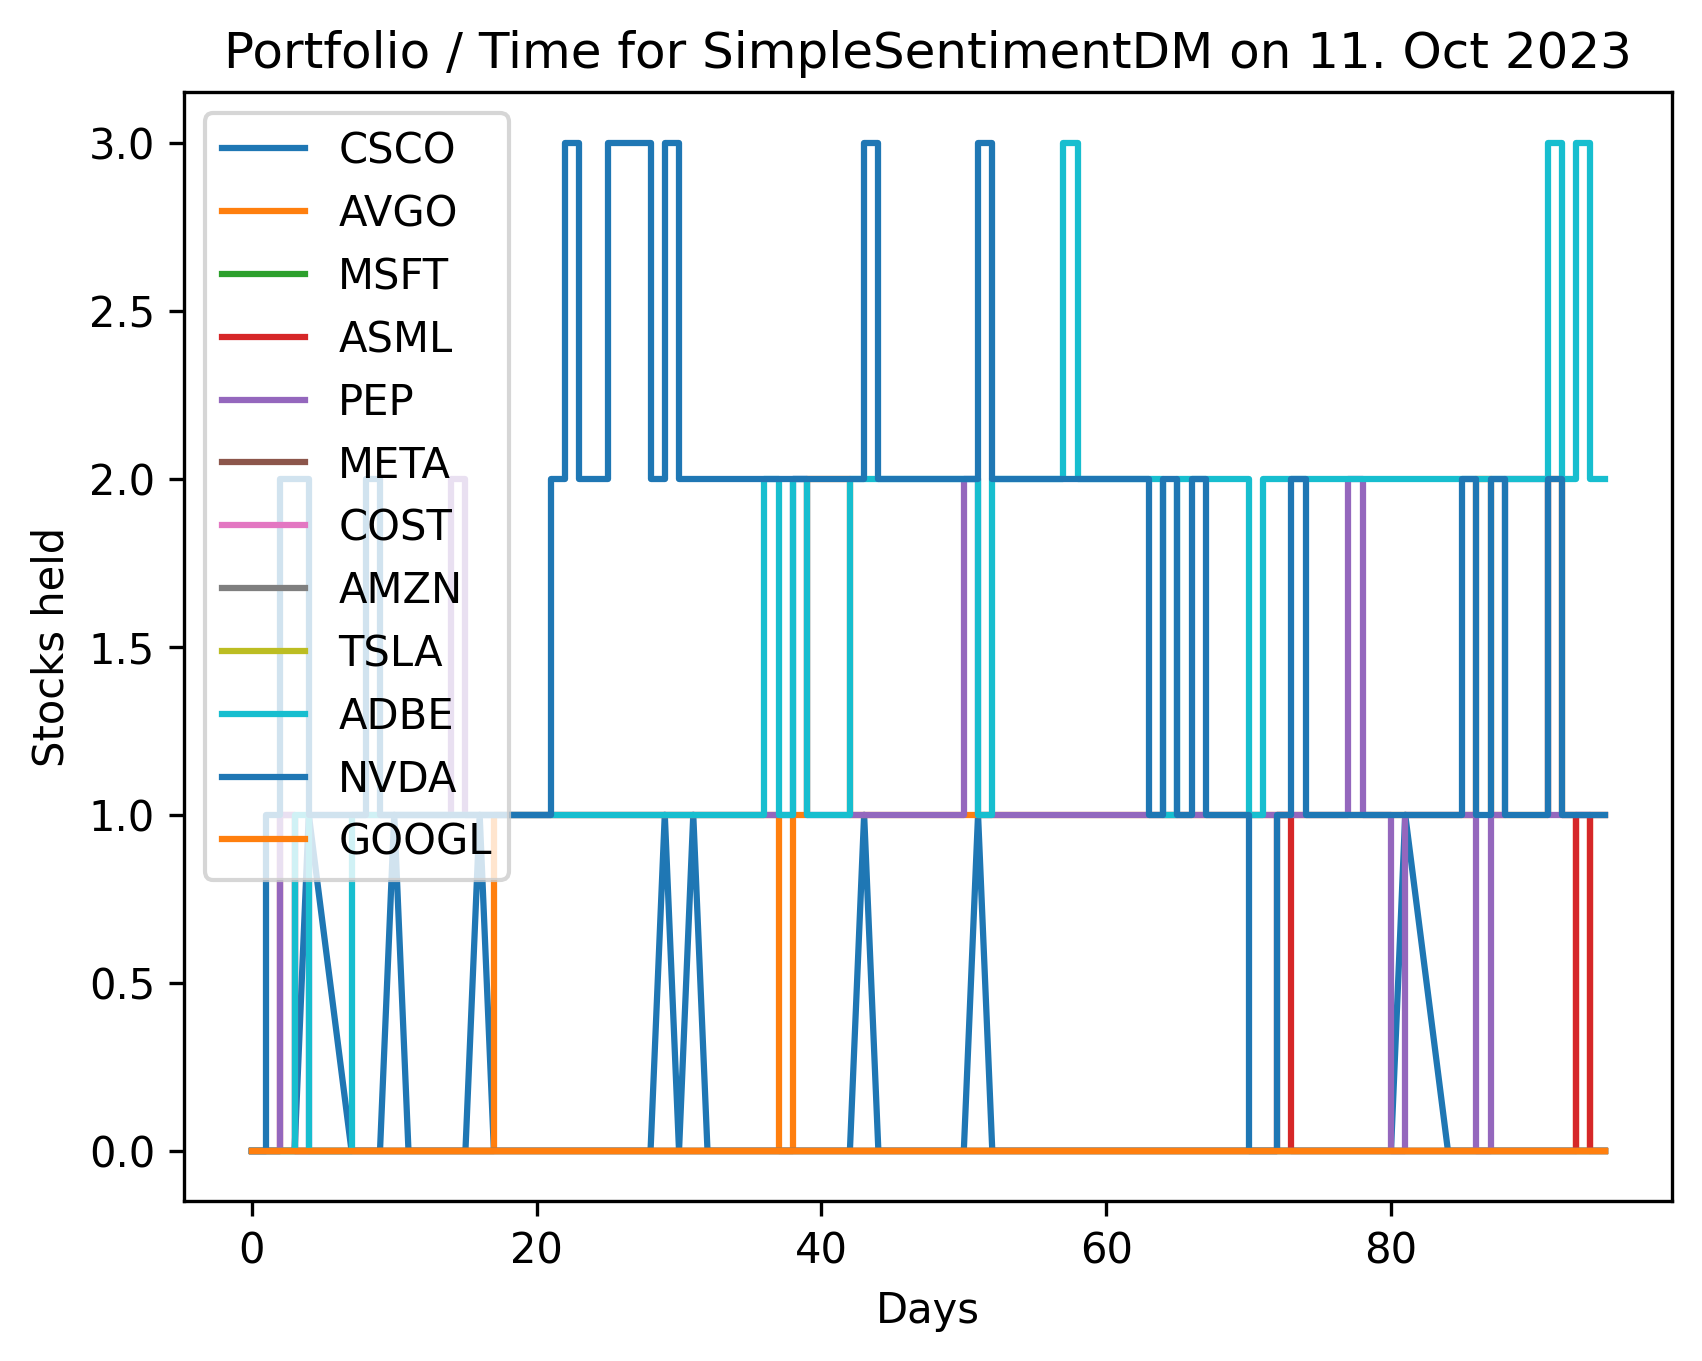 Portfolio / Time for SimpleSentimentDM on 11. Oct 2023
3.0
2.5
2.0
1.5
1.0
0.5
0.0
Stocks held
CSCO
AVGO
MSFT
ASML
PEP
META
COST
AMZN
TSLA
ADBE
NVDA
GOOGL
0 20 40 60 80
Days